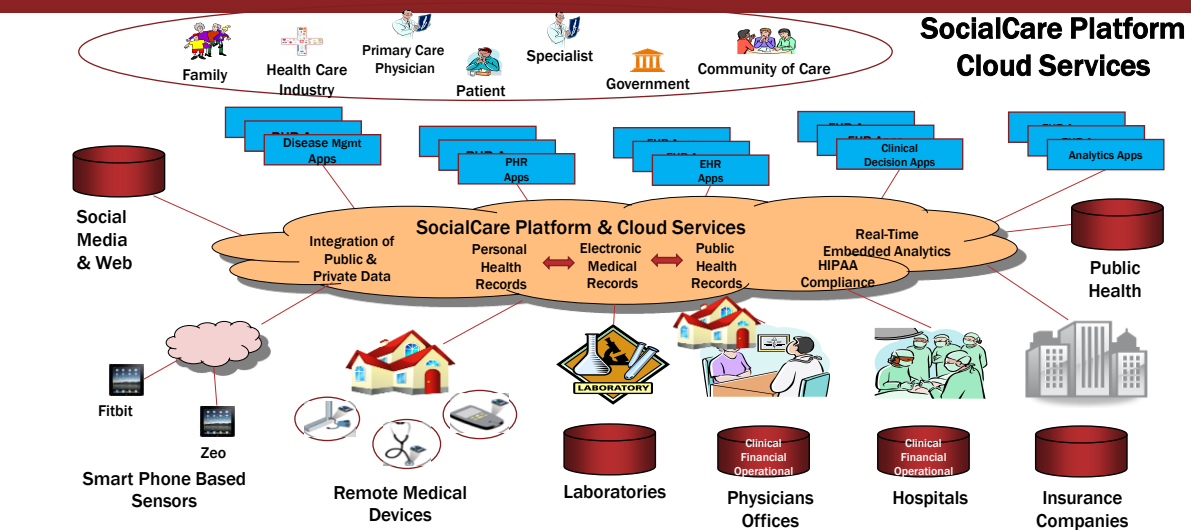 SocialCare Platform
Cloud Services
Family
Health Care
Industry
Primary Care
Physician
Patient
Specialist
Government
Community of Care
Disease Mgmt
Apps
PHR
Apps
EHR
Apps
Clinical
Decision Apps
Analytics Apps
Social
Media
& Web
SocialCare Platform & Cloud Services
Integration of
Public &
Private Data
Personal
Health
Records
Electronic
Medical
Records
Public
Health
Records
Real-Time
Embedded Analytics
HIPAA
Compliance
Public
Health
Fitbit
Zeo
Smart Phone Based
Sensors
Remote Medical
Devices
LABORATORY
Laboratories
Clinical
Financial
Operational
Physicians
Offices
Clinical
Financial
Operational
Hospitals
Insurance
Companies